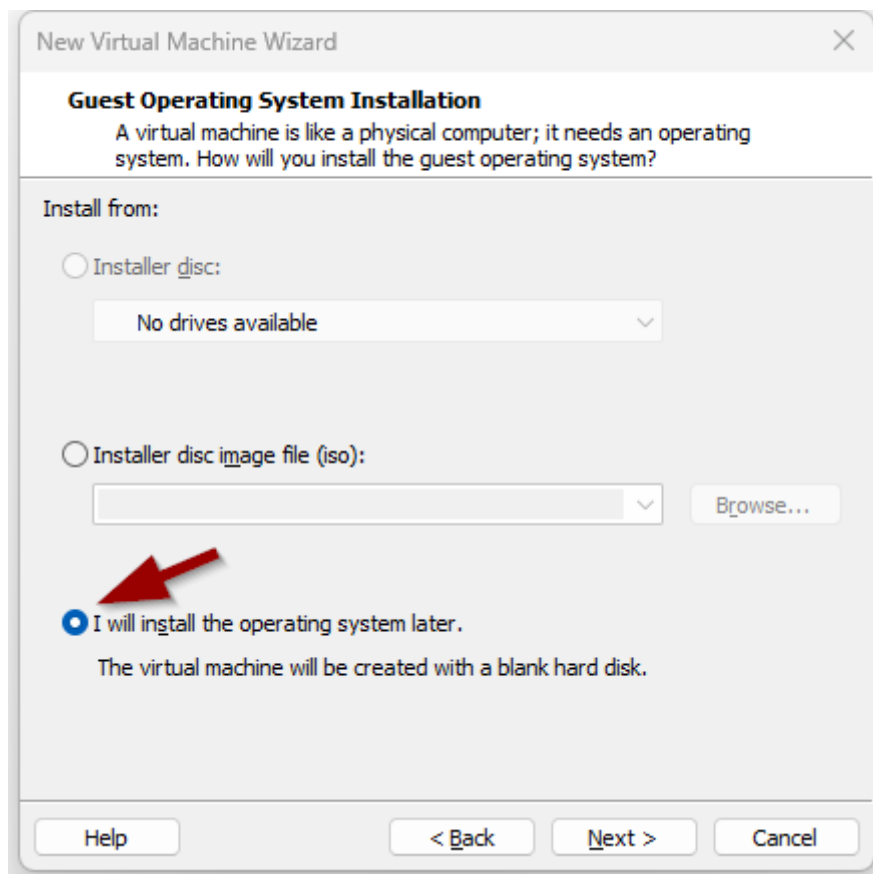 New Virtual Machine Wizard
Guest Operating System Installation
A virtual machine is like a physical computer; it needs an operating
system. How will you install the guest operating system?
Install from:
Installer disc:
No drives available
Installer disc image file (iso):
Browse...
I will install the operating system later.
The virtual machine will be created with a blank hard disk.
Help < Back Next > Cancel